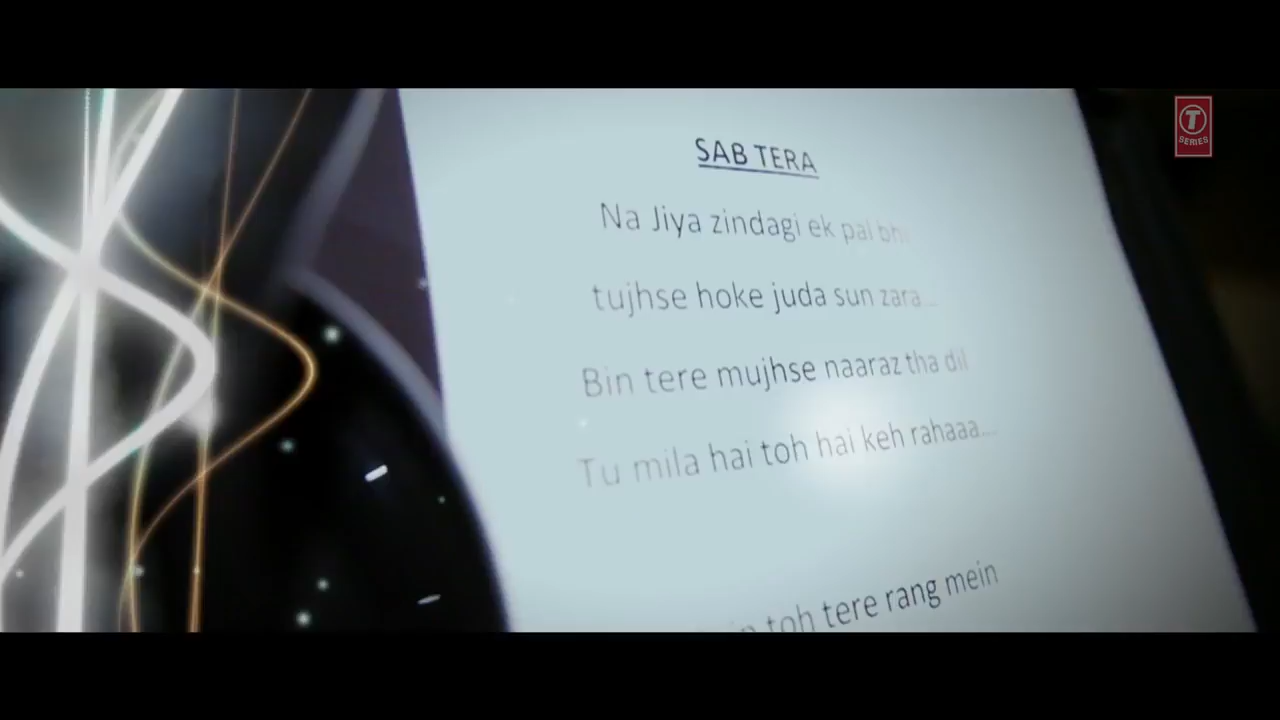 T
SERIES
SAB TERA
Na Jiya zindagi ek pal bhi
tujhse hoke juda sun zara...
Bin tere mujhse naaraz tha dil
Tu mila hai toh hai keh rahaaa...
toh tere rang mein